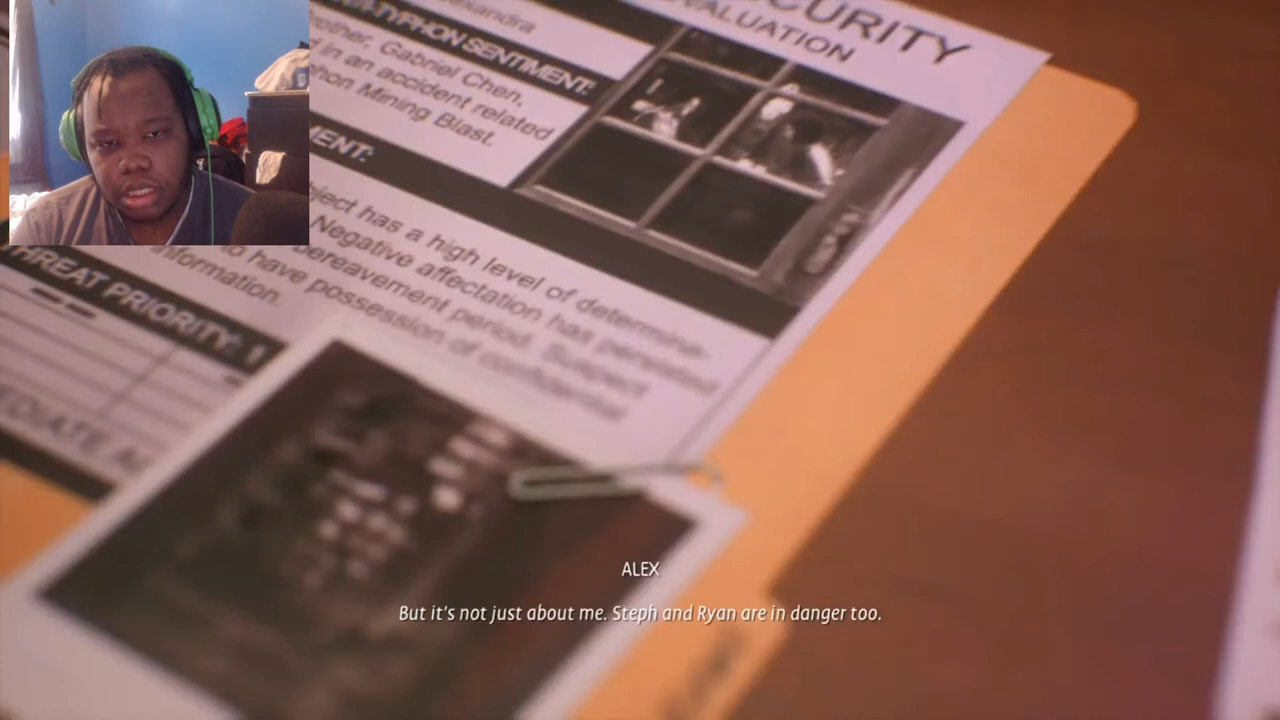 SECURITY
EVALUATION
Alexandra
ANTI-TYPHON SENTIMENT:
Brother, Gabriel Chen,
in an accident related
Mining Blast.
MENT:
has a high level of determina-
Negative affectation has persisted
bereavement period. Suspect
to have possession of confidential
information.
THREAT PRIORITY: 1
ALEX
But it's not just about me. Steph and Ryan are in danger too.